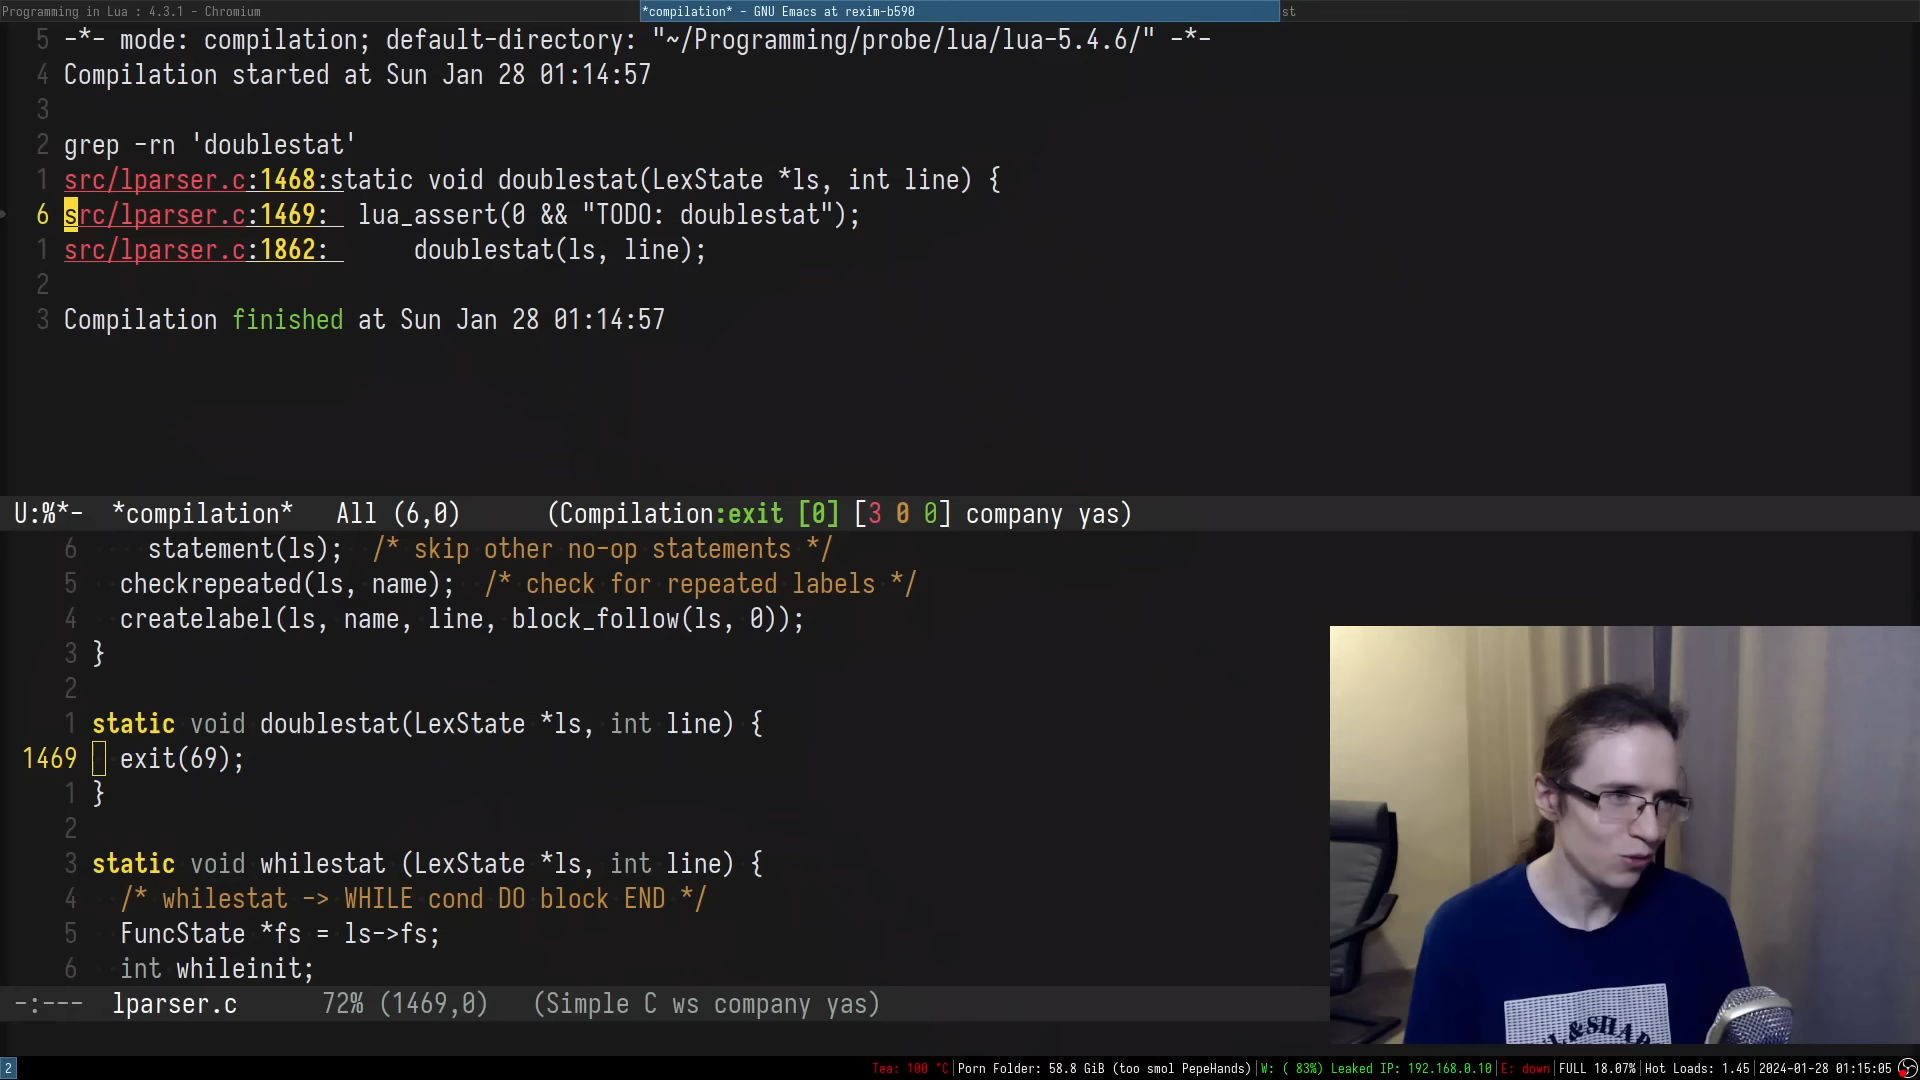 Programming in Lua : 4.3.1 - Chromium
*compilation* - GNU Emacs at rexim-b590
st
5 -*- mode: compilation; default-directory: "~/Programming/probe/lua/lua-5.4.6/" -*-
4 Compilation started at Sun Jan 28 01:14:57
3
2 grep -rn 'doublestat'
1 src/lparser.c:1468:static void doublestat(LexState *ls, int line) {
6 src/lparser.c:1469:  lua_assert(0 && "TODO: doublestat");
1 src/lparser.c:1862:      doublestat(ls, line);
2
3 Compilation finished at Sun Jan 28 01:14:57
U:%*-  *compilation*   All (6,0)      (Compilation:exit [0] [3 0 0] company yas)
6     statement(ls);  /* skip other no-op statements */
5   checkrepeated(ls, name);  /* check for repeated labels */
4   createlabel(ls, name, line, block_follow(ls, 0));
3 }
2
1 static void doublestat(LexState *ls, int line) {
1469   exit(69);
1 }
2
3 static void whilestat (LexState *ls, int line) {
4   /* whilestat -> WHILE cond DO block END */
5   FuncState *fs = ls->fs;
6   int whileinit;
-:---  lparser.c      72% (1469,0)   (Simple C ws company yas)
L & SHA
2
Tea: 100 °C|Porn Folder: 58.8 GiB (too smol PepeHands)|W: ( 83%) Leaked IP: 192.168.0.10|E: down|FULL 18.07%|Hot Loads: 1.45|2024-01-28 01:15:05